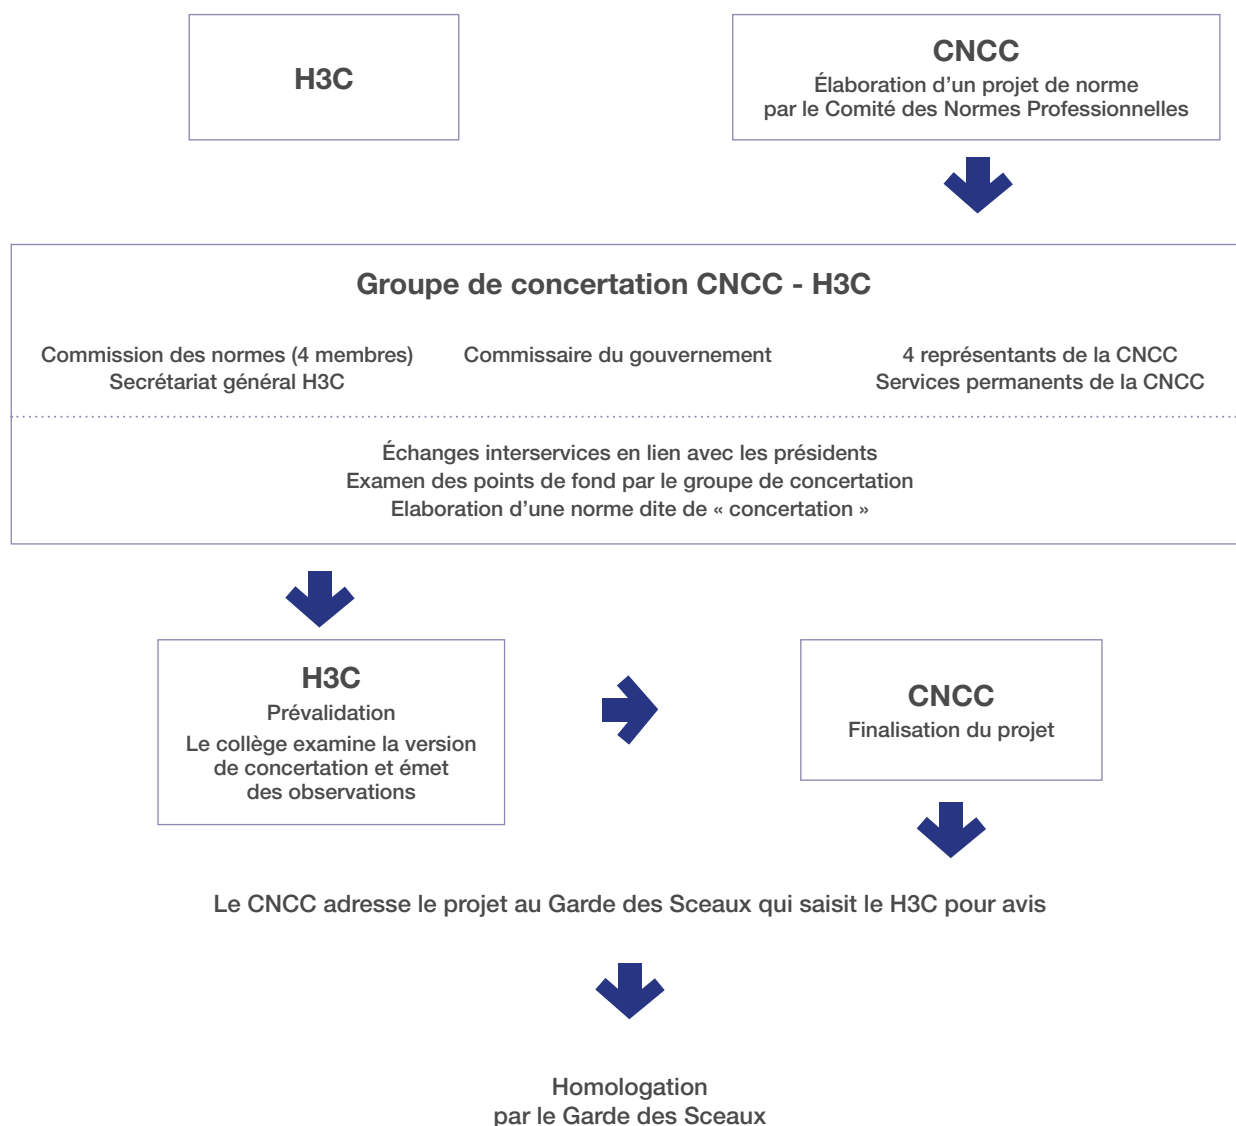 H3C
CNCC
Élaboration d'un projet de norme
par le Comité des Normes Professionnelles
Groupe de concertation CNCC - H3C
Commission des normes (4 membres)
Secrétariat général H3C
Commissaire du gouvernement
4 représentants de la CNCC
Services permanents de la CNCC
Échanges interservices en lien avec les présidents
Examen des points de fond par le groupe de concertation
Elaboration d'une norme dite de « concertation »
H3C
Prévalidation
Le collège examine la version
de concertation et émet
des observations
CNCC
Finalisation du projet
Le CNCC adresse le projet au Garde des Sceaux qui saisit le H3C pour avis
Homologation
par le Garde des Sceaux